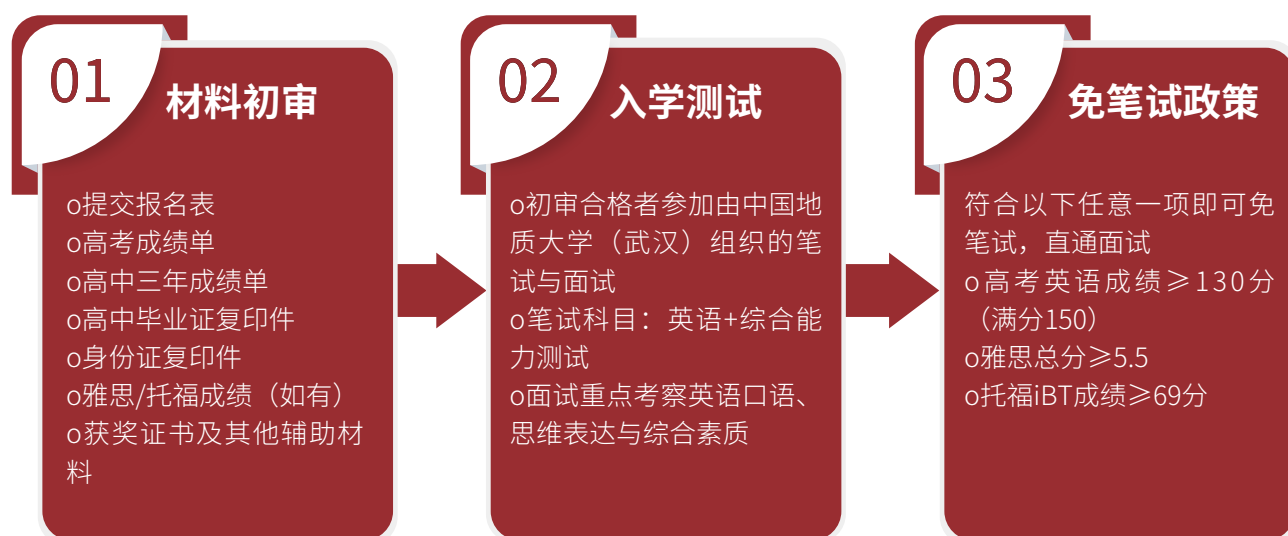 01
材料初审
o提交报名表
o高考成绩单
o高中三年成绩单
o高中毕业证复印件
o身份证复印件
o雅思/托福成绩（如有）
o获奖证书及其他辅助材
料
02
入学测试
o初审合格者参加由中国地
质大学（武汉）组织的笔
试与面试
o笔试科目：英语+综合能
力测试
o面试重点考察英语口语、
思维表达与综合素质
03
免笔试政策
符合以下任意一项即可免
笔试，直通面试
o高考英语成绩≥130分
（满分150）
o雅思总分≥5.5
o托福iBT成绩≥69分